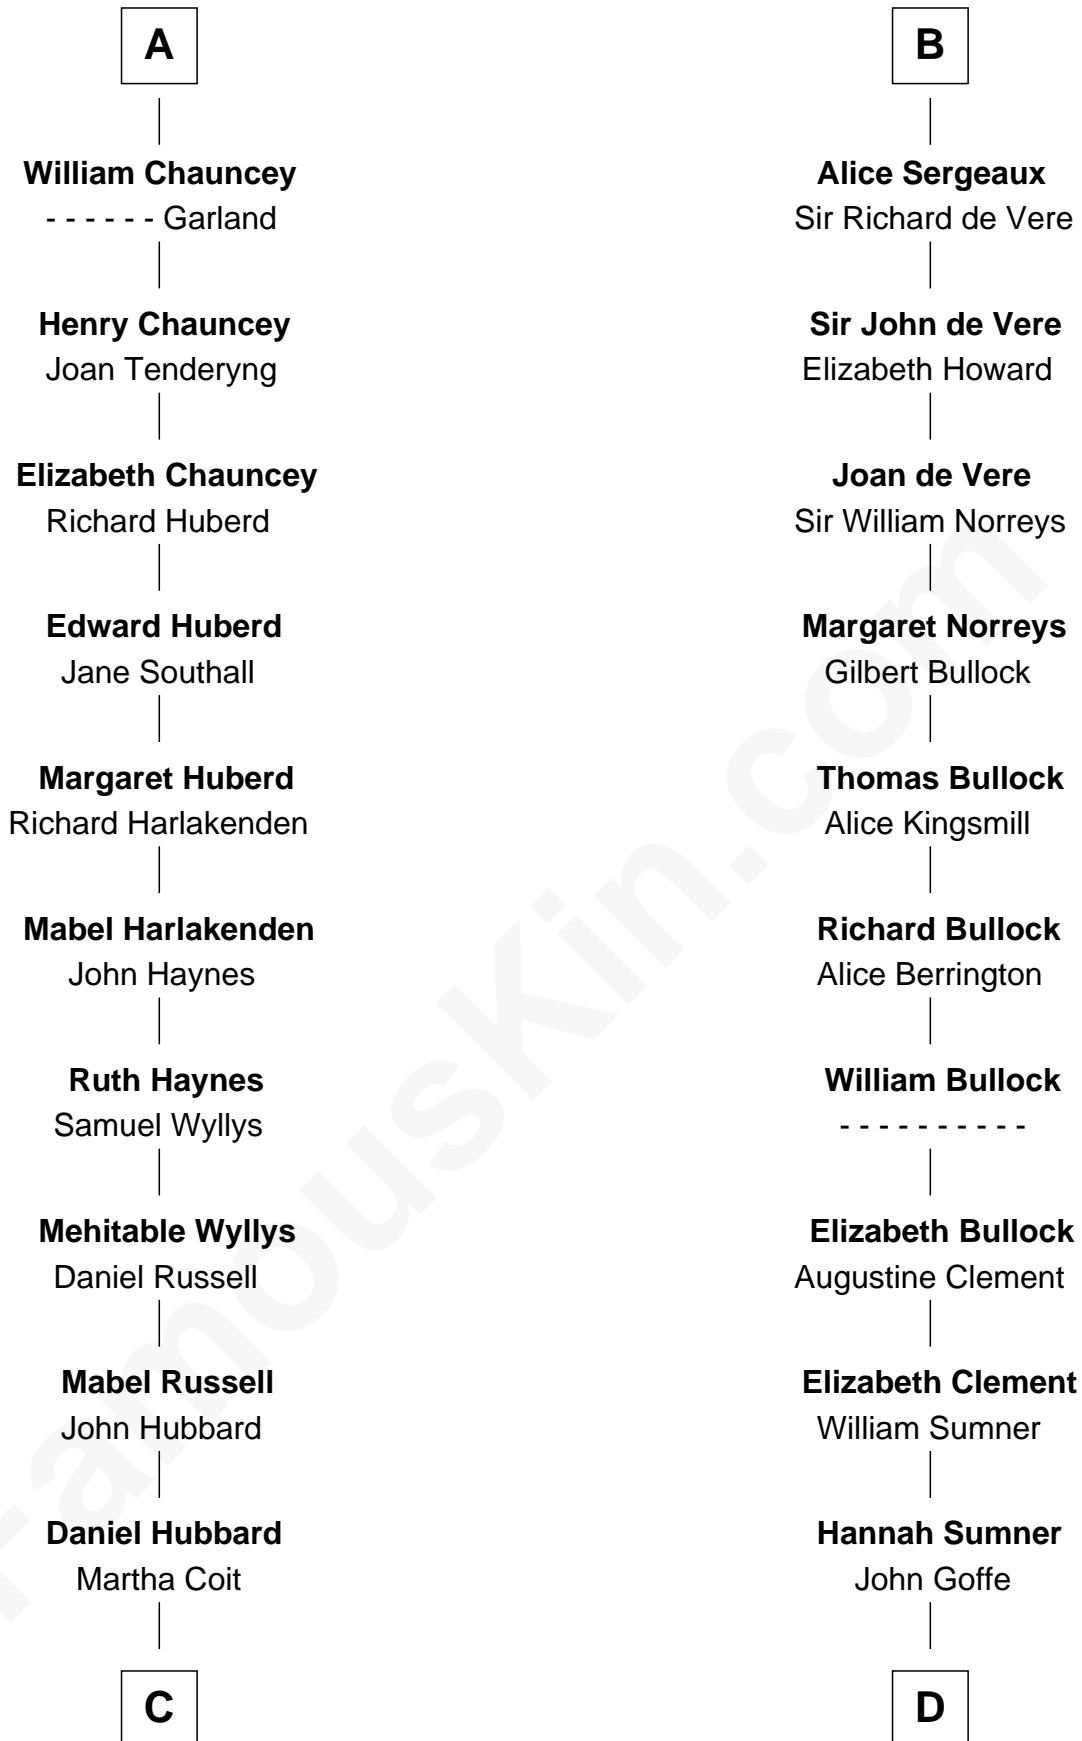 A
William Chauncey
- - - - - - Garland
Henry Chauncey
Joan Tenderyng
Elizabeth Chauncey
Richard Huberd
Edward Huberd
Jane Southall
Margaret Huberd
Richard Harlakenden
Mabel Harlakenden
John Haynes
Ruth Haynes
Samuel Wyllys
Mehitable Wyllys
Daniel Russell
Mabel Russell
John Hubbard
Daniel Hubbard
Martha Coit
C
B
Alice Sergeaux
Sir Richard de Vere
Sir John de Vere
Elizabeth Howard
Joan de Vere
Sir William Norreys
Margaret Norreys
Gilbert Bullock
Thomas Bullock
Alice Kingsmill
Richard Bullock
Alice Berrington
William Bullock
- - - - - - - - - -
Elizabeth Bullock
Augustine Clement
Elizabeth Clement
William Sumner
Hannah Sumner
John Goffe
D
FamousKin.com